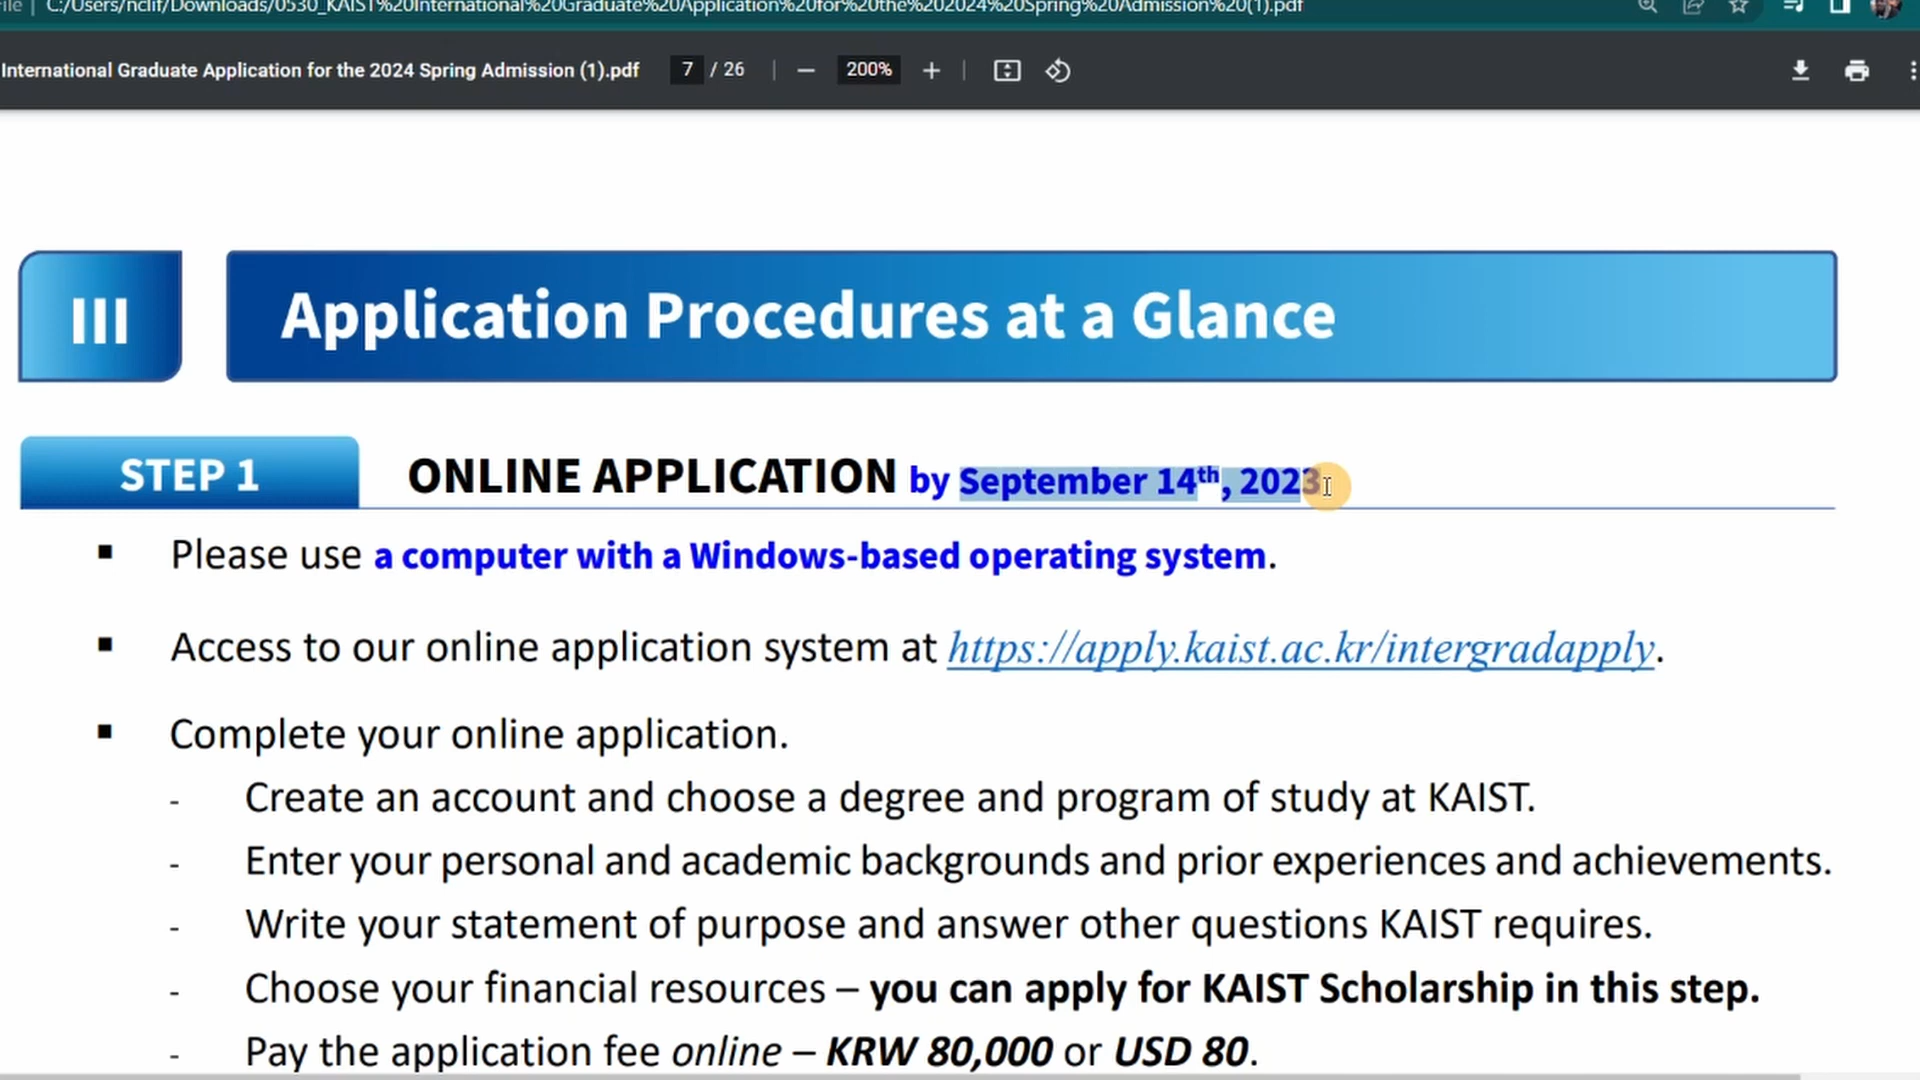 C:/Users/nclif/Downloads/0530_KAIST%20International%20Graduate%20Application%20for%20the%202024%20Spring%20Admission%20(1).pdf
International Graduate Application for the 2024 Spring Admission (1).pdf 7 / 26 200%
III Application Procedures at a Glance
STEP 1 ONLINE APPLICATION by September 14th, 2023
▪ Please use a computer with a Windows-based operating system.
▪ Access to our online application system at https://apply.kaist.ac.kr/intergradapply.
▪ Complete your online application.
- Create an account and choose a degree and program of study at KAIST.
- Enter your personal and academic backgrounds and prior experiences and achievements.
- Write your statement of purpose and answer other questions KAIST requires.
- Choose your financial resources – you can apply for KAIST Scholarship in this step.
- Pay the application fee online – KRW 80,000 or USD 80.